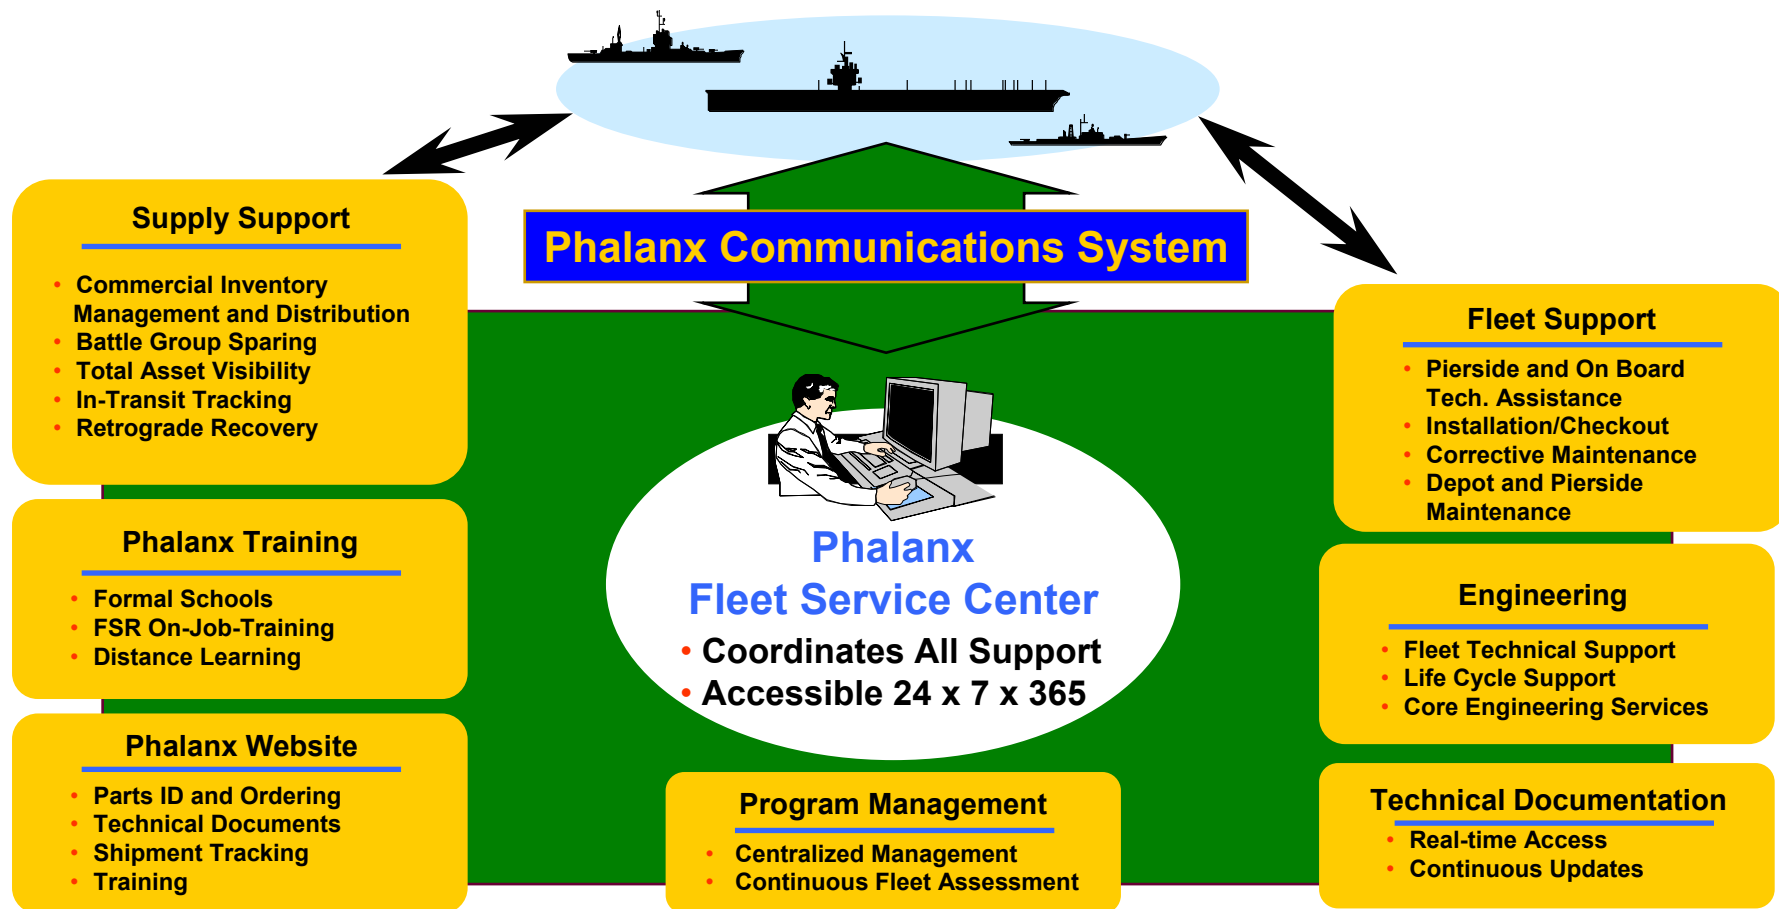 Phalanx Communications System
Supply Support
• Commercial Inventory
Management and Distribution
• Battle Group Sparing
• Total Asset Visibility
• In-Transit Tracking
• Retrograde Recovery
Phalanx Training
• Formal Schools
• FSR On-Job-Training
• Distance Learning
Phalanx Website
• Parts ID and Ordering
• Technical Documents
• Shipment Tracking
• Training
Phalanx
Fleet Service Center
• Coordinates All Support
• Accessible 24 x 7 x 365
Program Management
• Centralized Management
• Continuous Fleet Assessment
Fleet Support
• Pierside and On Board
Tech. Assistance
• Installation/Checkout
• Corrective Maintenance
• Depot and Pierside
Maintenance
Engineering
• Fleet Technical Support
• Life Cycle Support
• Core Engineering Services
Technical Documentation
• Real-time Access
• Continuous Updates